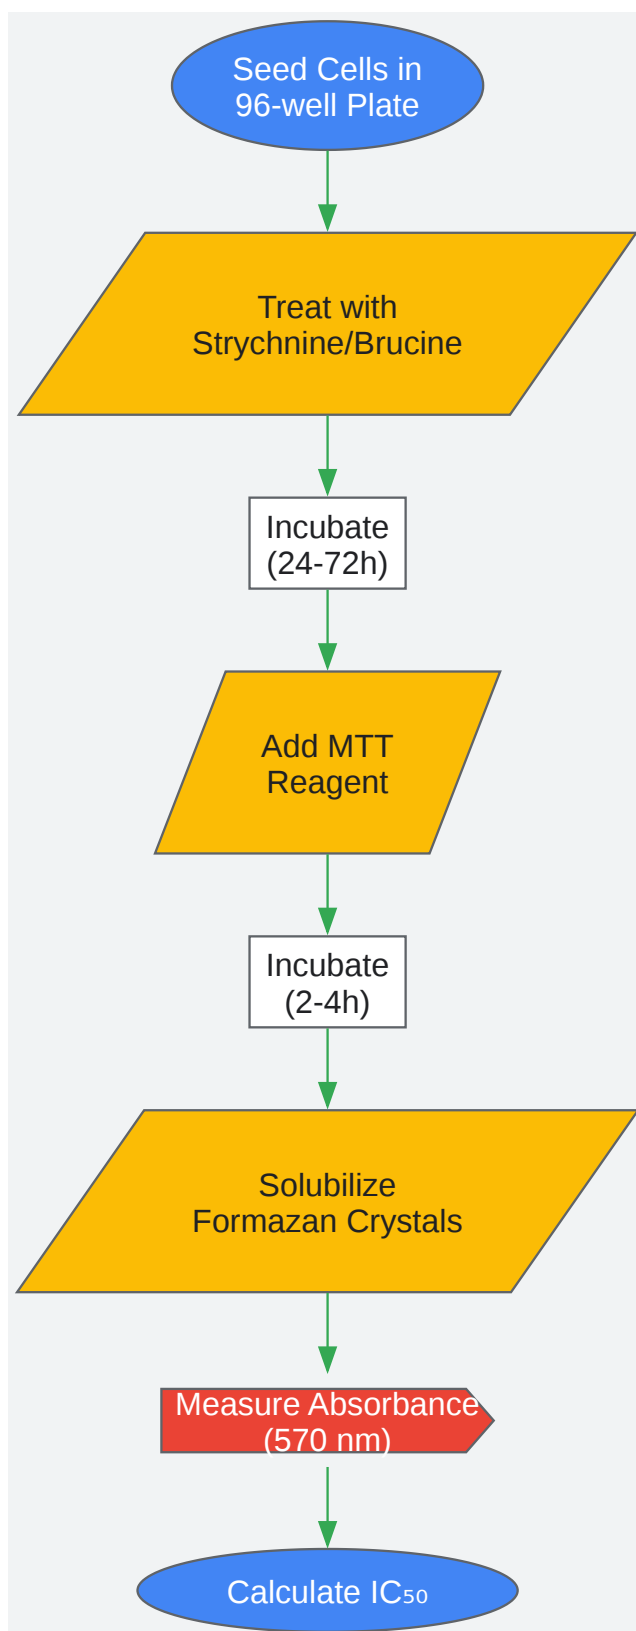 Seed Cells in
96-well Plate
Treat with
Strychnine/Brucine
Incubate
(24-72h)
Add MTT
Reagent
Incubate
(2-4h)
Solubilize
Formazan Crystals
Measure Absorbance
(570 nm)
Calculate IC₅₀